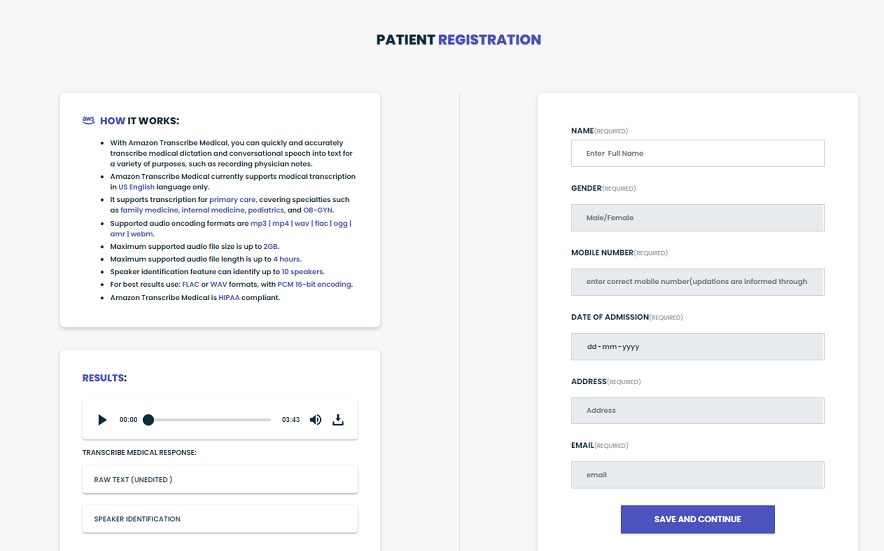 PATIENT REGISTRATION
aws HOW IT WORKS:
With Amazon Transcribe Medical, you can quickly and accurately
transcribe medical dictation and conversational speech into text for
a variety of purposes, such as recording physician notes.
Amazon Transcribe Medical currently supports medical transcription
in US English language only.
It supports transcription for primary care, covering specialties such
as family medicine, internal medicine, pediatrics, and OB-GYN.
Supported audio encoding formats are mp3 | mp4 | wav | flac | ogg |
amr | webm.
Maximum supported audio file size is up to 2GB.
Maximum supported audio file length is up to 4 hours.
Speaker identification feature can identify up to 10 speakers.
For best results use: FLAC or WAV formats, with PCM 16-bit encoding.
Amazon Transcribe Medical is HIPAA compliant.
RESULTS:
00:00 03:43
TRANSCRIBE MEDICAL RESPONSE:
RAW TEXT (UNEDITED )
SPEAKER IDENTIFICATION
NAME(REQUIRED)
Enter Full Name
GENDER(REQUIRED)
Male/Female
MOBILE NUMBER(REQUIRED)
enter correct mobile number(updations are informed through
DATE OF ADMISSION(REQUIRED)
dd-mm-yyyy
ADDRESS(REQUIRED)
Address
EMAIL(REQUIRED)
email
SAVE AND CONTINUE